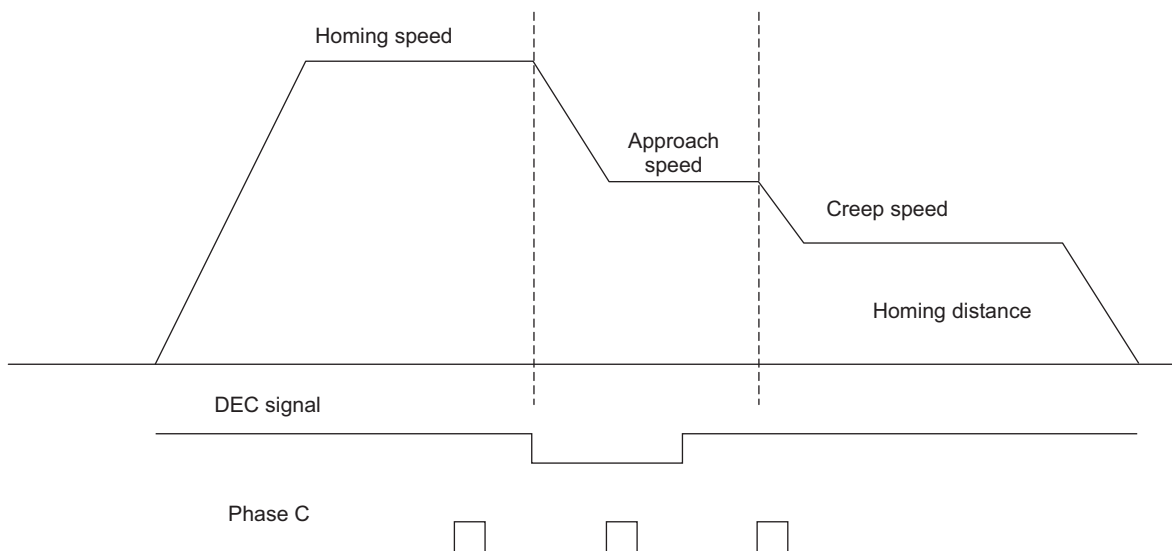 Homing speed
Approach
speed
Creep speed
Homing distance
DEC signal
Phase C